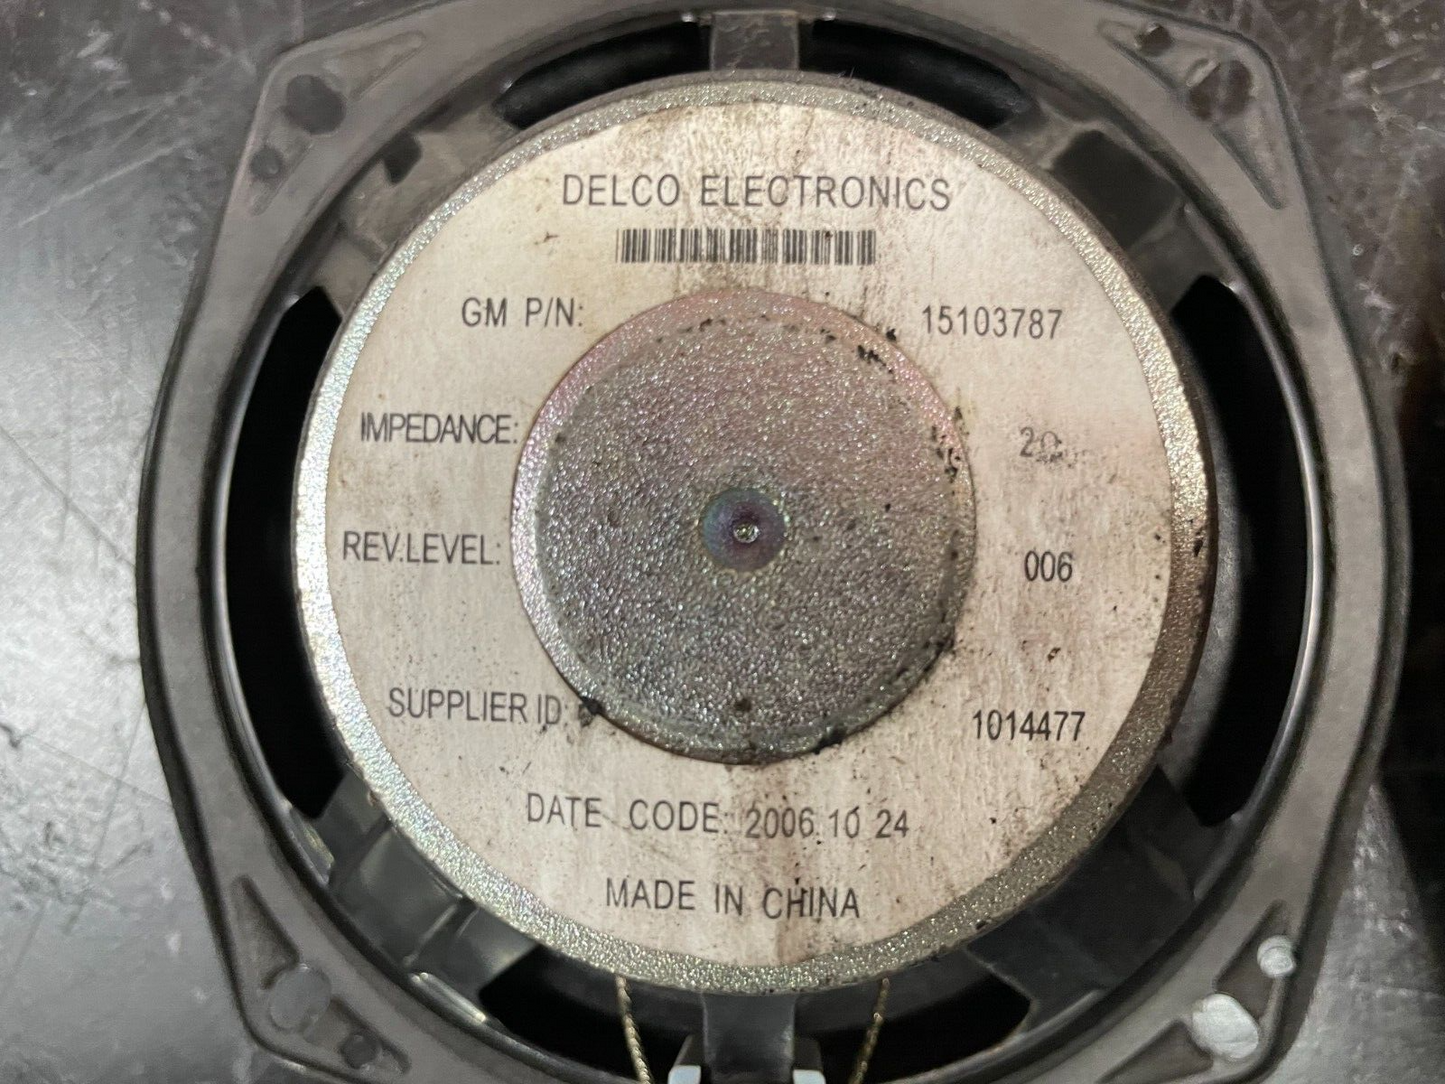 DELCO ELECTRONICS
GM P/N: 15103787
IMPEDANCE: 2Ω
REV.LEVEL: 006
SUPPLIER ID: 1014477
DATE CODE: 2006.10 24
MADE IN CHINA